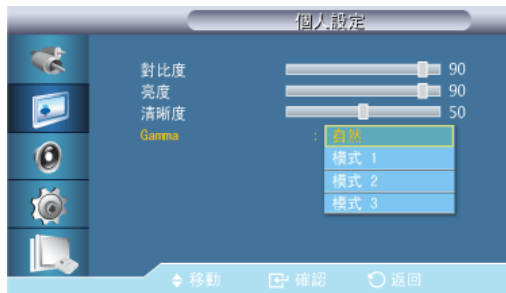 個人設定
對比度 90
亮度 90
清晰度 50
Gamma : 自然
模式 1
模式 2
模式 3
移動 確認 返回